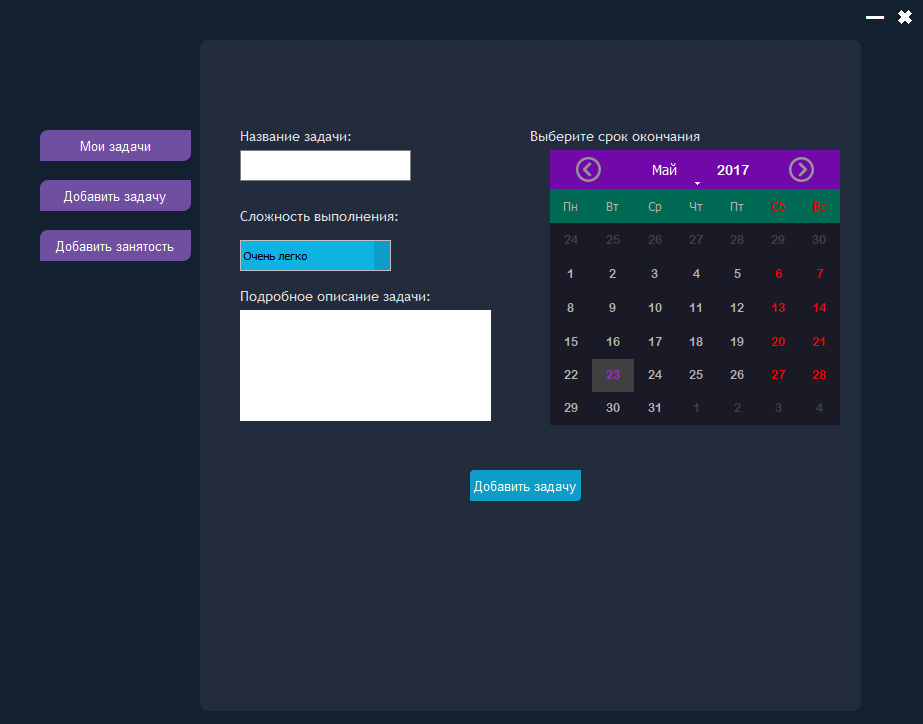 Мои задачи
Добавить задачу
Добавить занятость
Название задачи:
Сложность выполнения:
Очень легко
Подробное описание задачи:
Выберите срок окончания
Май 2017
Пн Вт Ср Чт Пт Сб Вс
24 25 26 27 28 29 30
1 2 3 4 5 6 7
8 9 10 11 12 13 14
15 16 17 18 19 20 21
22 23 24 25 26 27 28
29 30 31 1 2 3 4
Добавить задачу